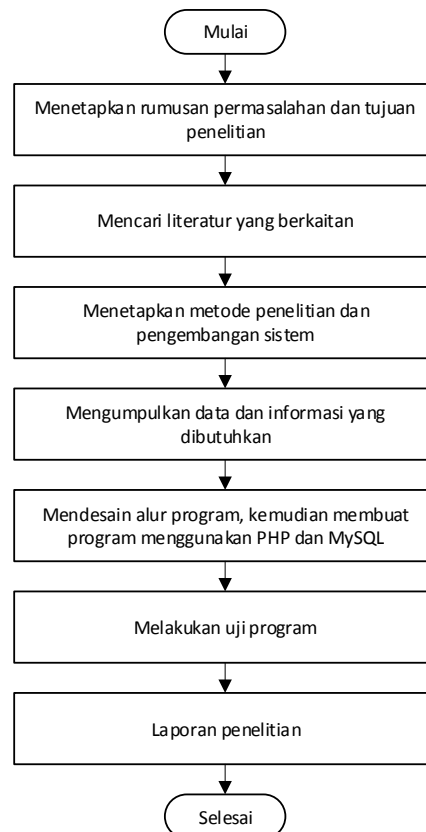 Mulai
Menetapkan rumusan permasalahan dan tujuan
penelitian
Mencari literatur yang berkaitan
Menetapkan metode penelitian dan
pengembangan sistem
Mengumpulkan data dan informasi yang
dibutuhkan
Mendesain alur program, kemudian membuat
program menggunakan PHP dan MySQL
Melakukan uji program
Laporan penelitian
Selesai